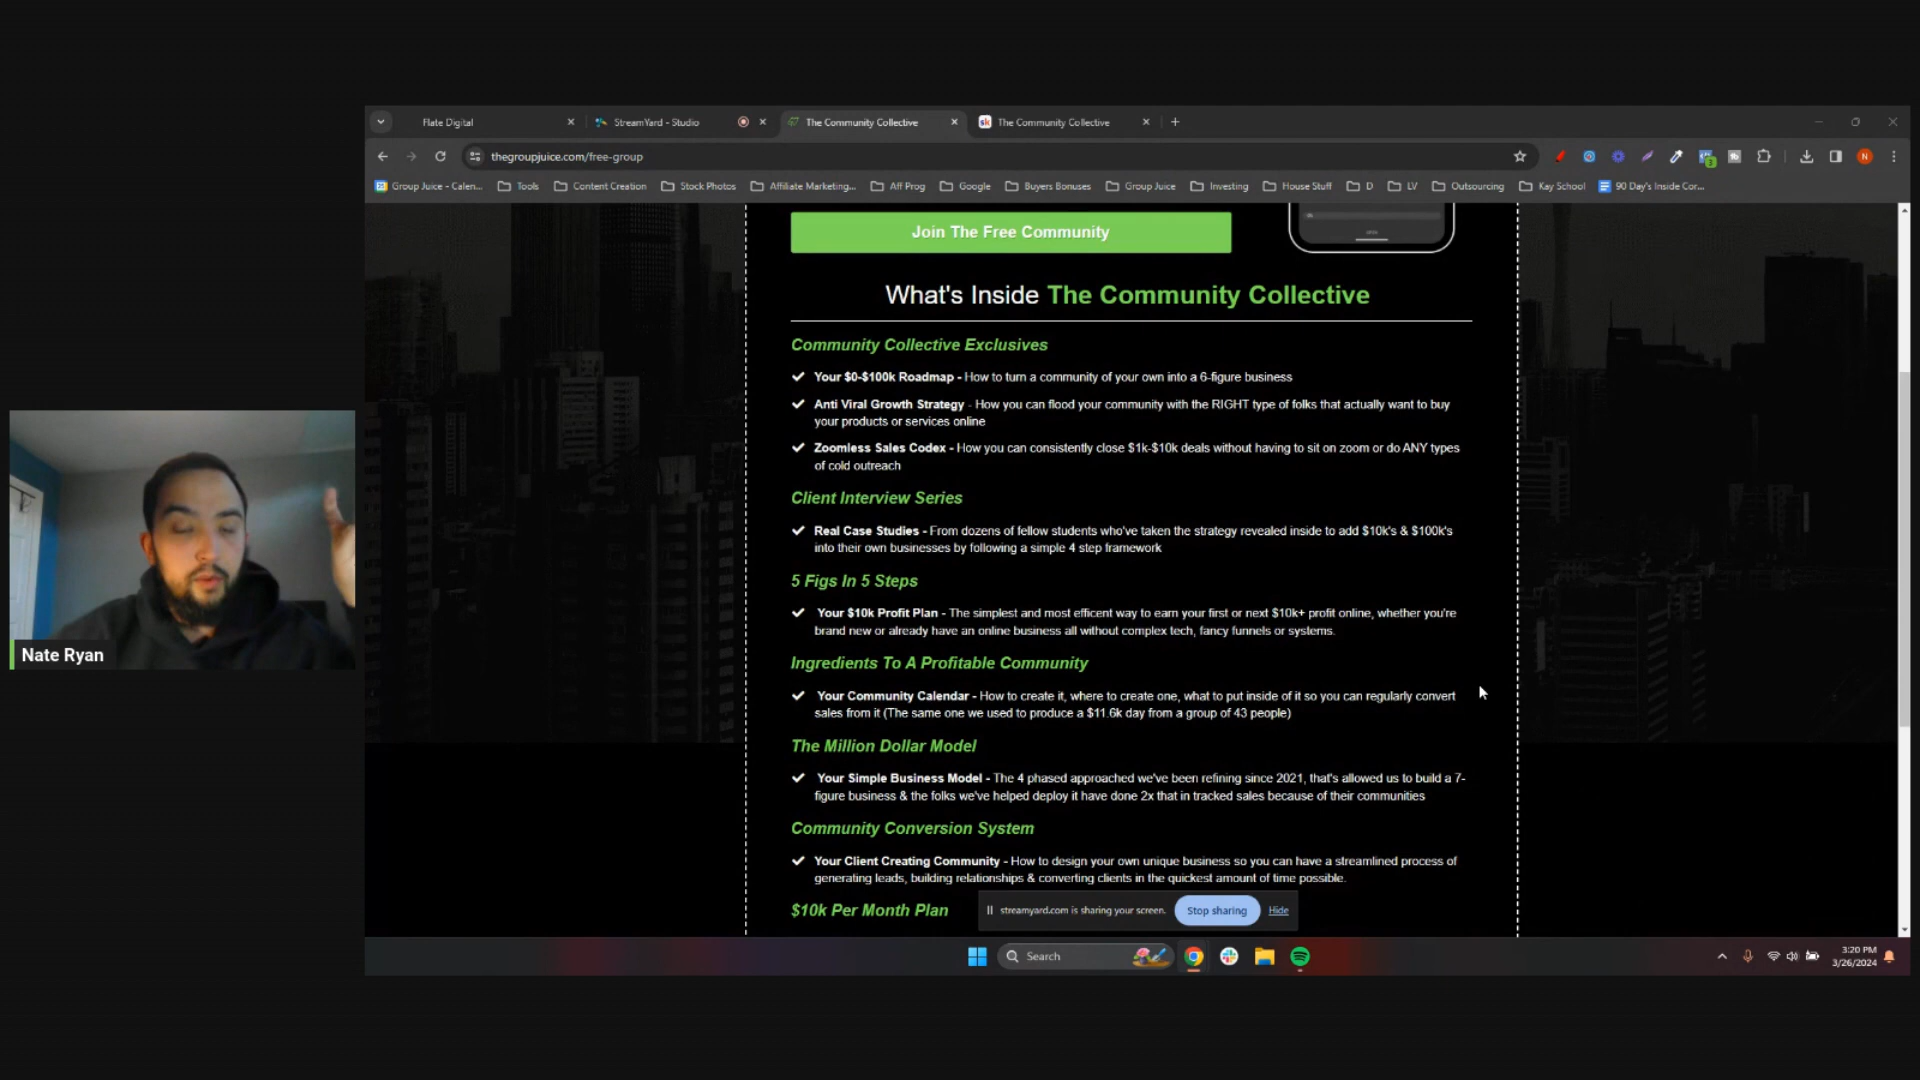 Flate Digital
StreamYard - Studio
The Community Collective
The Community Collective
thegroupjuice.com/free-group
Group Juice - Calen...
Tools
Content Creation
Stock Photos
Affiliate Marketing...
Aff Prog
Google
Buyers Bonuses
Group Juice
Investing
House Stuff
D
LV
Outsourcing
Kay School
90 Day's Inside Cor...
Join The Free Community
What's Inside The Community Collective
Community Collective Exclusives
Your $0-$100k Roadmap - How to turn a community of your own into a 6-figure business
Anti Viral Growth Strategy - How you can flood your community with the RIGHT type of folks that actually want to buy
your products or services online
Zoomless Sales Codex - How you can consistently close $1k-$10k deals without having to sit on zoom or do ANY types
of cold outreach
Client Interview Series
Real Case Studies - From dozens of fellow students who've taken the strategy revealed inside to add $10k's & $100k's
into their own businesses by following a simple 4 step framework
5 Figs In 5 Steps
Your $10k Profit Plan - The simplest and most efficent way to earn your first or next $10k+ profit online, whether you're
brand new or already have an online business all without complex tech, fancy funnels or systems.
Ingredients To A Profitable Community
Your Community Calendar - How to create it, where to create one, what to put inside of it so you can regularly convert
sales from it (The same one we used to produce a $11.6k day from a group of 43 people)
The Million Dollar Model
Your Simple Business Model - The 4 phased approached we've been refining since 2021, that's allowed us to build a 7-
figure business & the folks we've helped deploy it have done 2x that in tracked sales because of their communities
Community Conversion System
Your Client Creating Community - How to design your own unique business so you can have a streamlined process of
generating leads, building relationships & converting clients in the quickest amount of time possible.
$10k Per Month Plan
streamyard.com is sharing your screen.
Stop sharing
Hide
Nate Ryan
Search
3:20 PM
3/26/2024